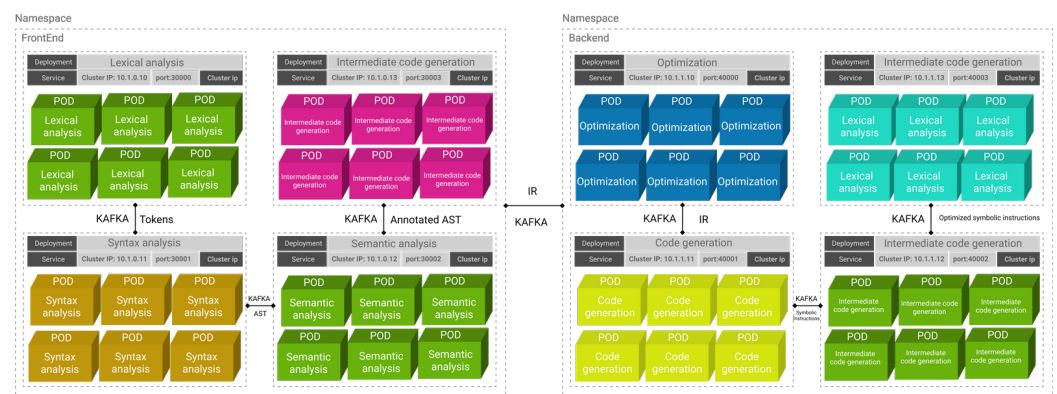 Namespace
FrontEnd
Deployment
Lexical analysis
Service
Cluster IP: 10.1.0.10
port:30000
Cluster ip
POD
Lexical
analysis
POD
Lexical
analysis
POD
Lexical
analysis
POD
Lexical
analysis
POD
Lexical
analysis
POD
Lexical
analysis
KAFKA
Tokens
Deployment
Syntax analysis
Service
Cluster IP: 10.1.0.11
port:30001
Cluster ip
POD
Syntax
analysis
POD
Syntax
analysis
POD
Syntax
analysis
POD
Syntax
analysis
POD
Syntax
analysis
POD
Syntax
analysis
KAFKA
AST
Deployment
Intermediate code generation
Service
Cluster IP: 10.1.0.13
port:30003
Cluster ip
POD
Intermediate code
generation
POD
Intermediate code
generation
POD
Intermediate code
generation
POD
Intermediate code
generation
POD
Intermediate code
generation
POD
Intermediate code
generation
KAFKA
Annotated AST
Deployment
Semantic analysis
Service
Cluster IP: 10.1.0.12
port:30002
Cluster ip
POD
Semantic
analysis
POD
Semantic
analysis
POD
Semantic
analysis
POD
Semantic
analysis
POD
Semantic
analysis
POD
Semantic
analysis
IR
KAFKA
Namespace
Backend
Deployment
Optimization
Service
Cluster IP: 10.1.1.10
port:40000
Cluster ip
POD
Optimization
POD
Optimization
POD
Optimization
POD
Optimization
POD
Optimization
POD
Optimization
KAFKA
IR
Deployment
Code generation
Service
Cluster IP: 10.1.1.11
port:40001
Cluster ip
POD
Code
generation
POD
Code
generation
POD
Code
generation
POD
Code
generation
POD
Code
generation
POD
Code
generation
KAFKA
Symbolic
instructions
Deployment
Intermediate code generation
Service
Cluster IP: 10.1.1.13
port:40003
Cluster ip
POD
Lexical
analysis
POD
Lexical
analysis
POD
Lexical
analysis
POD
Lexical
analysis
POD
Lexical
analysis
POD
Lexical
analysis
KAFKA
Optimized symbolic instructions
Deployment
Intermediate code generation
Service
Cluster IP: 10.1.1.12
port:40002
Cluster ip
POD
Intermediate
code generation
POD
Intermediate code
generation
POD
Intermediate
code generation
POD
Intermediate
code generation
POD
Intermediate
code generation
POD
Intermediate
code generation